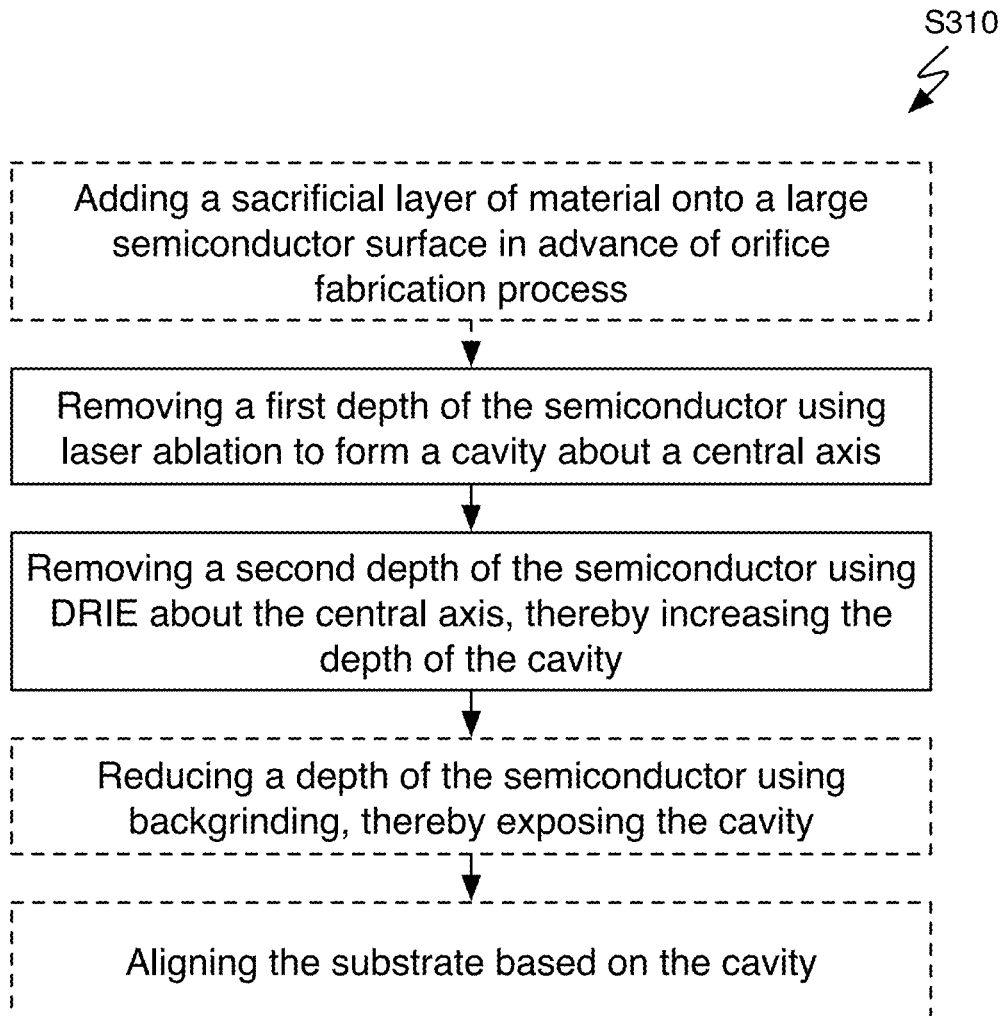 S310
Adding a sacrificial layer of material onto a large
semiconductor surface in advance of orifice
fabrication process
Removing a first depth of the semiconductor using
laser ablation to form a cavity about a central axis
Removing a second depth of the semiconductor using
DRIE about the central axis, thereby increasing the
depth of the cavity
Reducing a depth of the semiconductor using
backgrinding, thereby exposing the cavity
Aligning the substrate based on the cavity